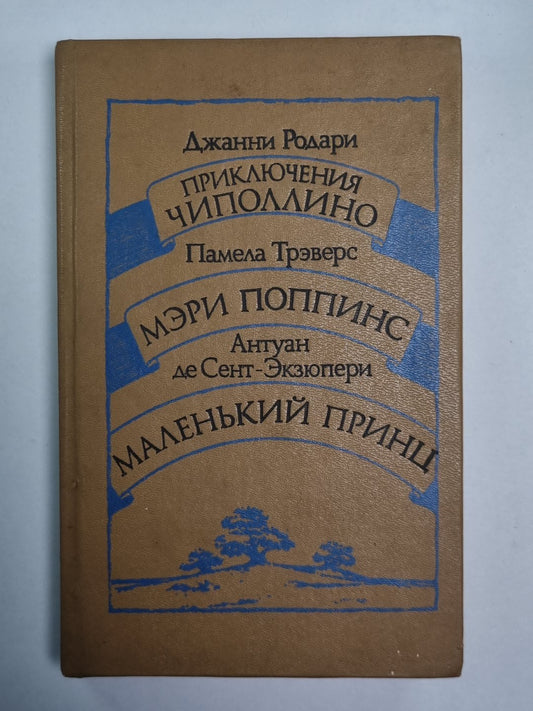 Джанни Родари
ПРИКЛЮЧЕНИЯ
ЧИПОЛЛИНО
Памела Трэверс
МЭРИ ПОППИНС
Антуан
де Сент-Экзюпери
МАЛЕНЬКИЙ ПРИНЦ